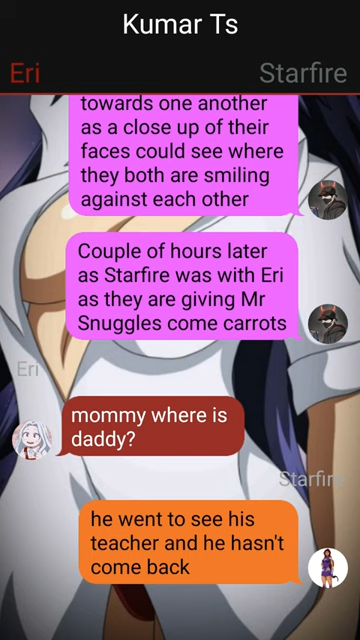 Kumar Ts
Eri
Starfire
towards one another
as a close up of their
faces could see where
they both are smiling
against each other
Couple of hours later
as Starfire was with Eri
as they are giving Mr
Snuggles come carrots
Eri
mommy where is
daddy?
Starfire
he went to see his
teacher and he hasn't
come back